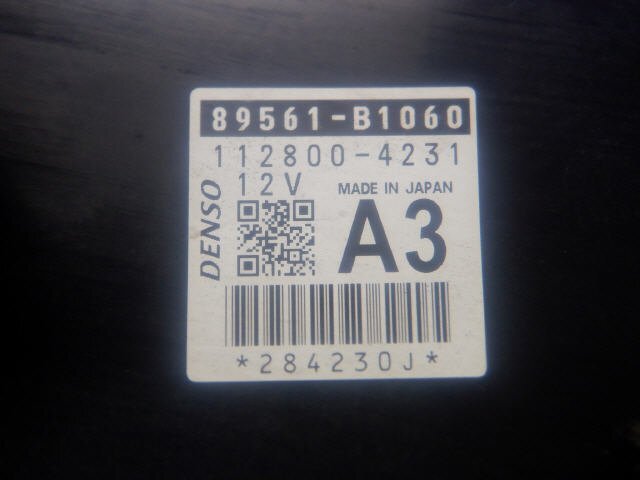 89561-B1060
112800-4231
12V
MADE IN JAPAN
DENSO
A3
*284230J*